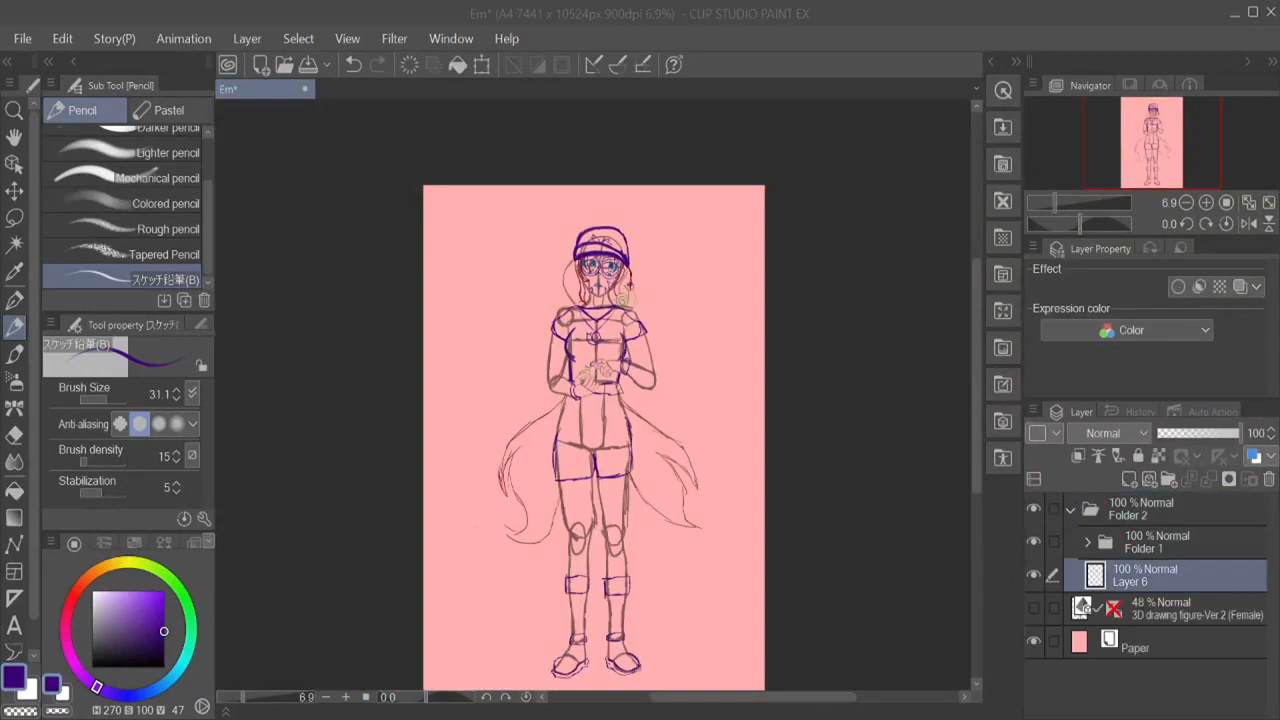 Em* (A4 7441 x 10524px 900dpi 6.9%) - CLIP STUDIO PAINT EX
File Edit Story(P) Animation Layer Select View Filter Window Help
Sub Tool [Pencil]
Em*
Navigator
Pencil Pastel
Darker pencil
Lighter pencil
Mechanical pencil
Colored pencil
Rough pencil
Tapered Pencil
スケッチ鉛筆(B)
6.9
0.0
Layer Property
Effect
Expression color
Color
Tool property [スケッチ
スケッチ鉛筆(B)
Brush Size 31.1
Anti-aliasing
Brush density 15
Stabilization 5
Layer History Auto Action
Normal 100
100 % Normal
Folder 2
100 % Normal
Folder 1
100 % Normal
Layer 6
48 % Normal
3D drawing figure-Ver.2 (Female)
Paper
6.9 0.0
H 270 S 100 V 47